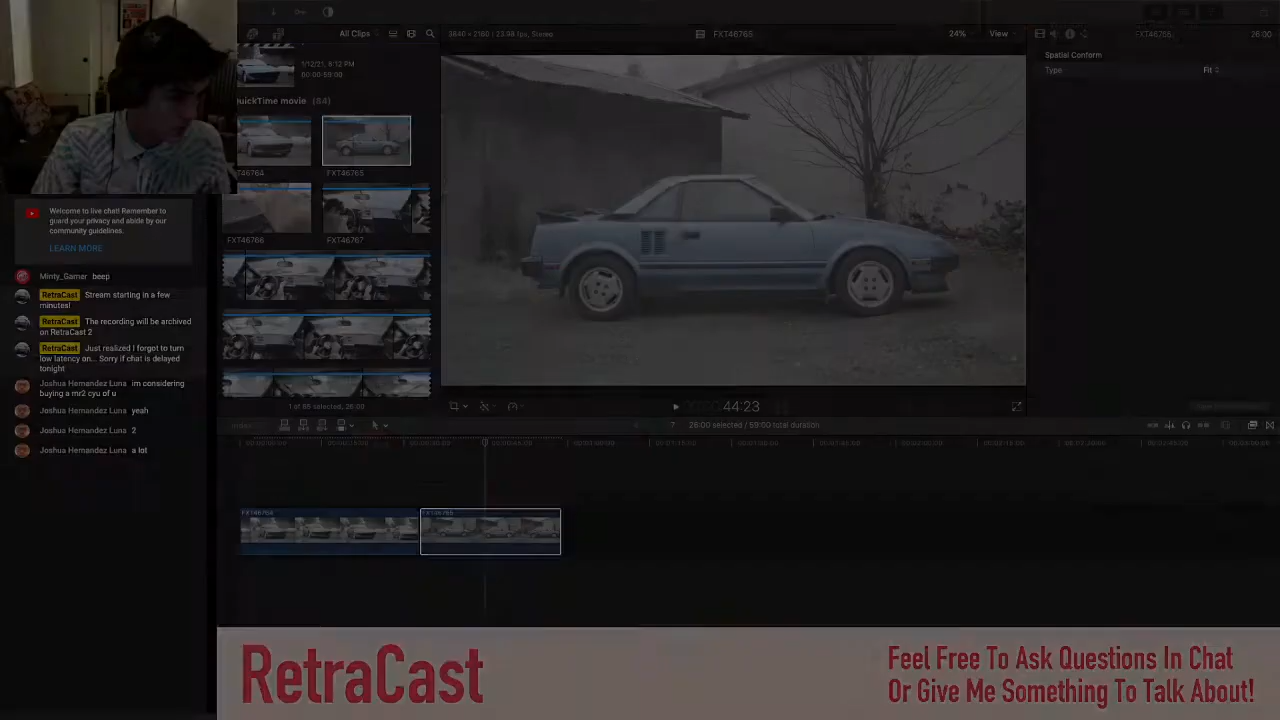 All Clips
3840 × 2160 | 23.98 fps, Stereo
FXT46765
24%
View
FXT46765
26:00
1/12/21, 8:12 PM
00:00-59:00
QuickTime movie (84)
FXT46764
FXT46765
FXT46766
FXT46767
1 of 85 selected, 26:00
Spatial Conform
Type
Fit
44:23
26:00 selected / 59:00 total duration
FXT46764
FXT46765
Welcome to live chat! Remember to
guard your privacy and abide by our
community guidelines.
LEARN MORE
Minty_Gamer beep
RetraCast Stream starting in a few
minutes!
RetraCast The recording will be archived
on RetraCast 2
RetraCast Just realized I forgot to turn
low latency on... Sorry if chat is delayed
tonight
Joshua Hernandez Luna im considering
buying a mr2 cyu of u
Joshua Hernandez Luna yeah
Joshua Hernandez Luna 2
Joshua Hernandez Luna a lot
RetraCast
Feel Free To Ask Questions In Chat
Or Give Me Something To Talk About!